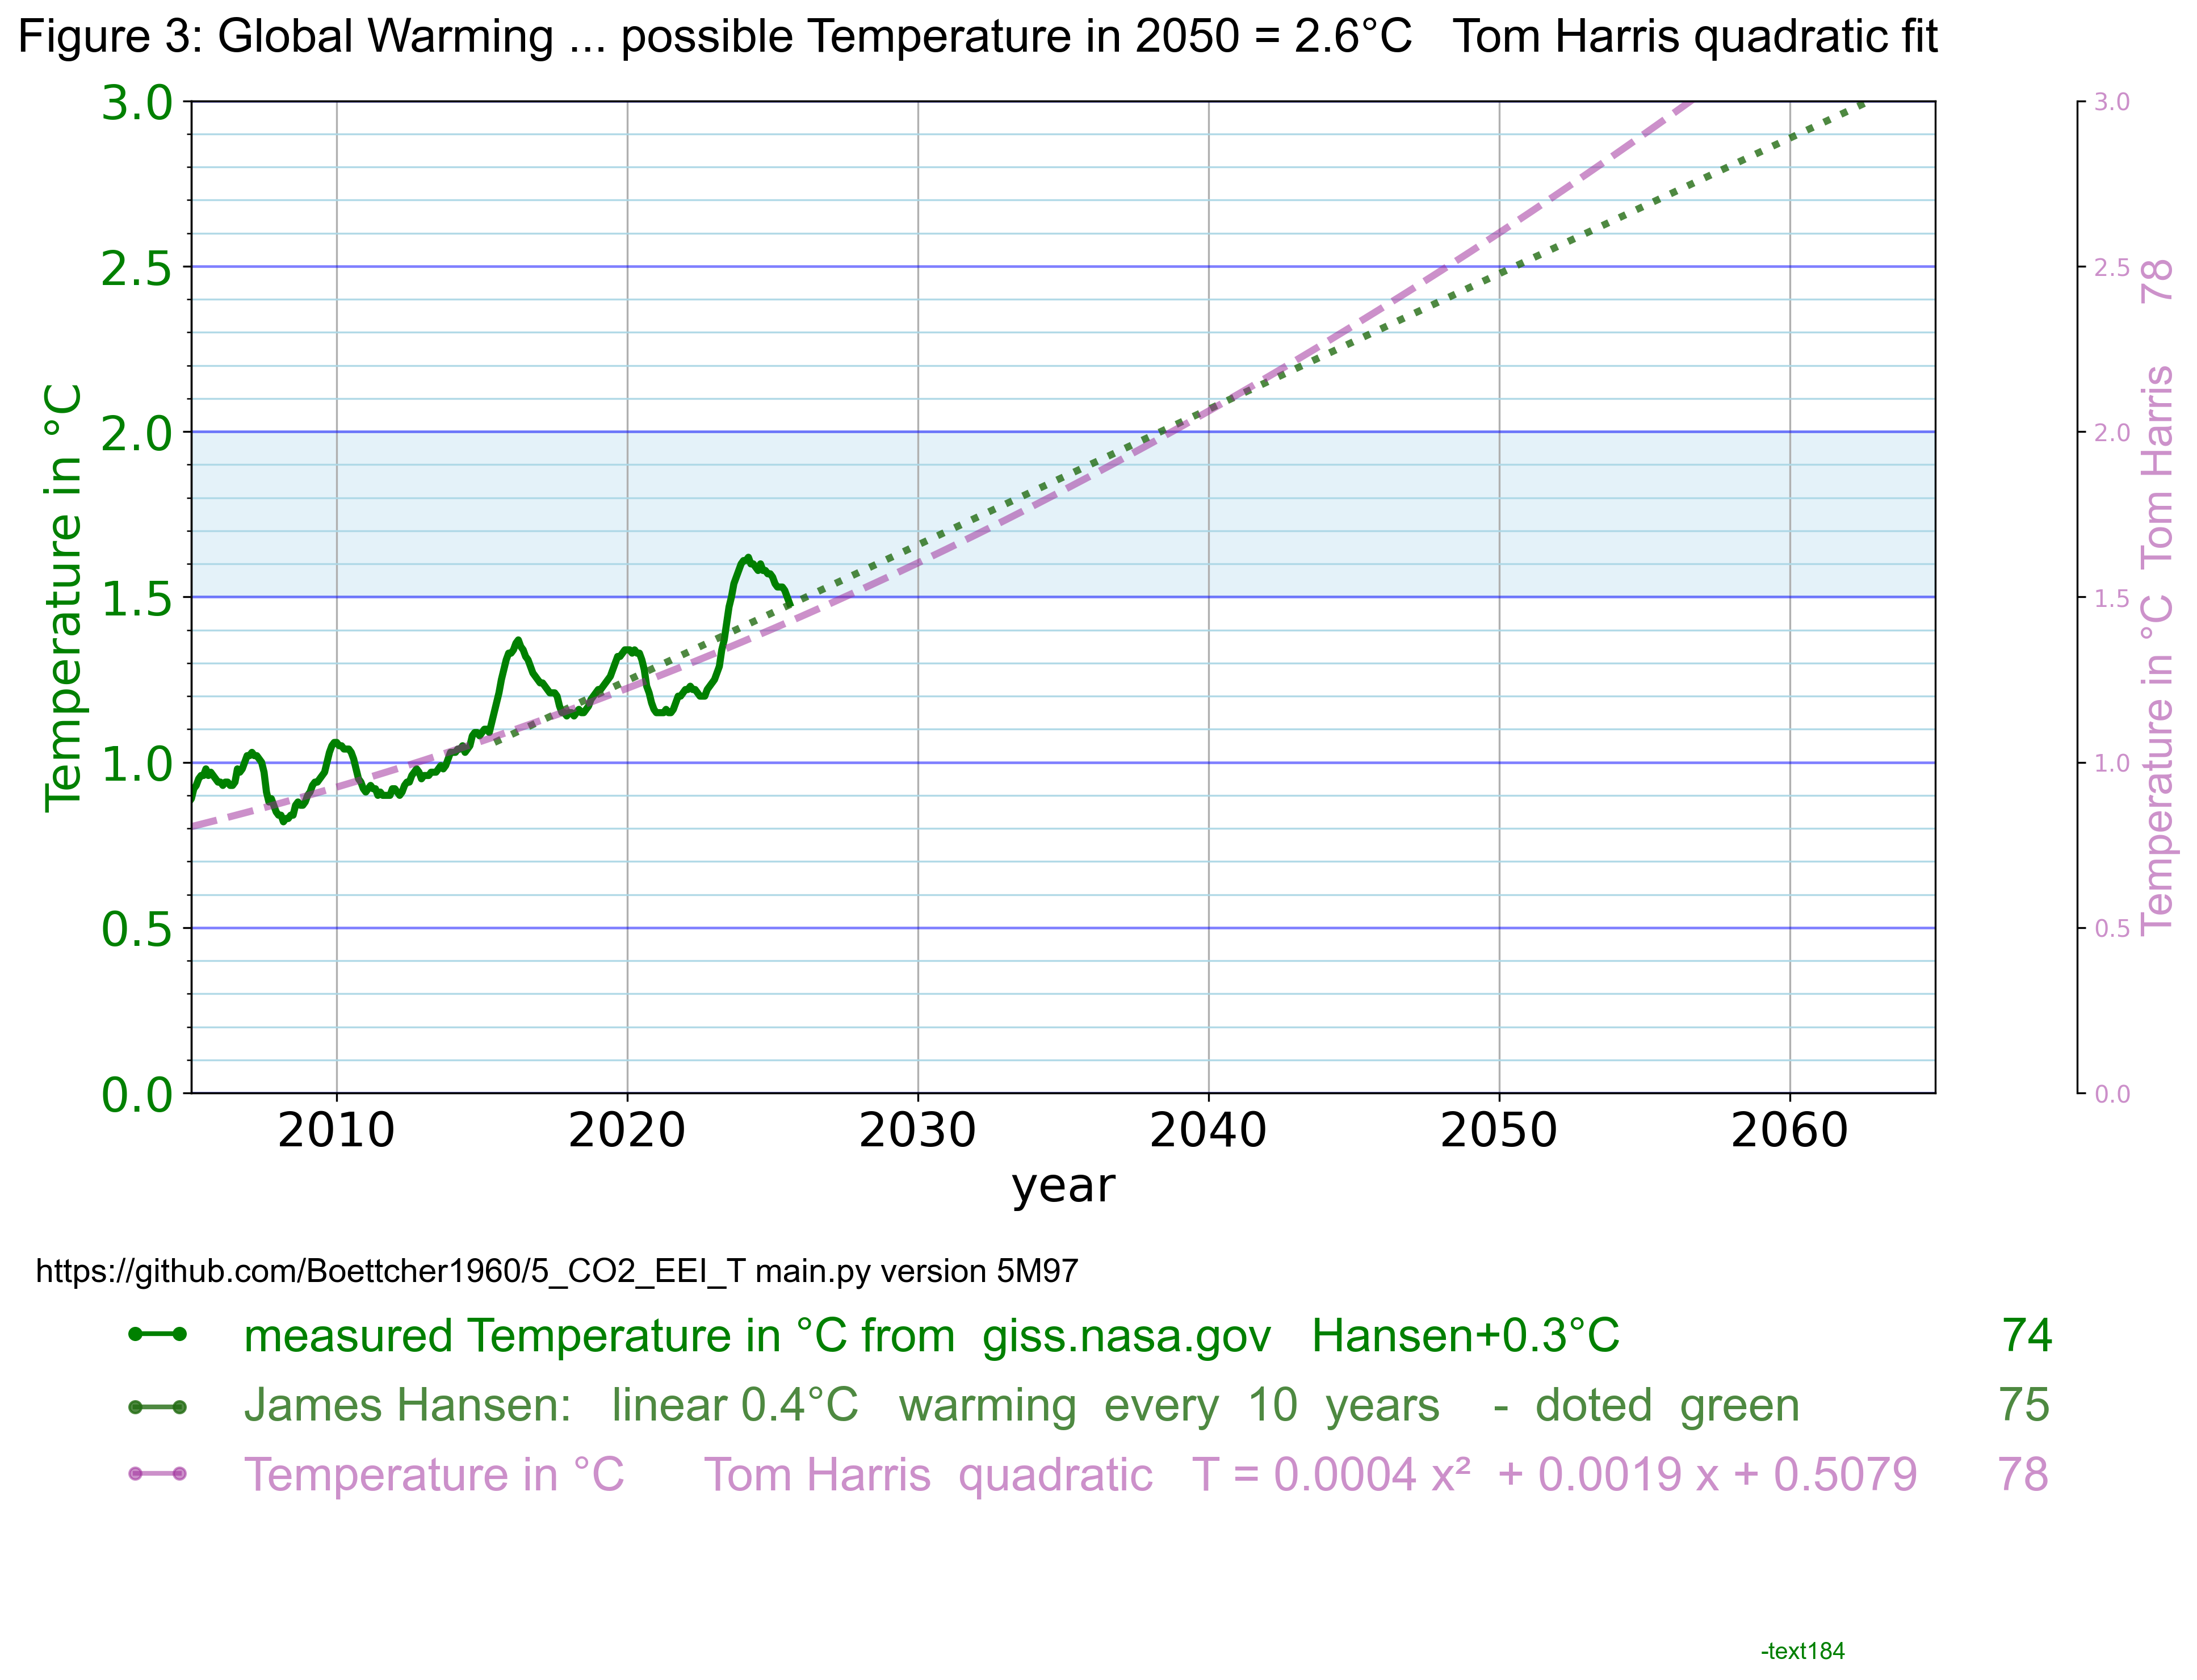 Figure 3: Global Warming ... possible Temperature in 2050 = 2.6°C   Tom Harris quadratic fit
3.0
2.5
2.0
1.5
1.0
0.5
0.0
Temperature in °C
3.0
2.5
2.0
1.5
1.0
0.5
0.0
Temperature in °C   Tom Harris   78
2010 2020 2030 2040 2050 2060
year
https://github.com/Boettcher1960/5_CO2_EEI_T main.py version 5M97
measured Temperature in °C from  giss.nasa.gov   Hansen+0.3°C   74
James Hansen:   linear 0.4°C   warming  every  10  years    -  doted  green   75
Temperature in °C      Tom Harris  quadratic   T = 0.0004 x²  + 0.0019 x + 0.5079   78
-text184